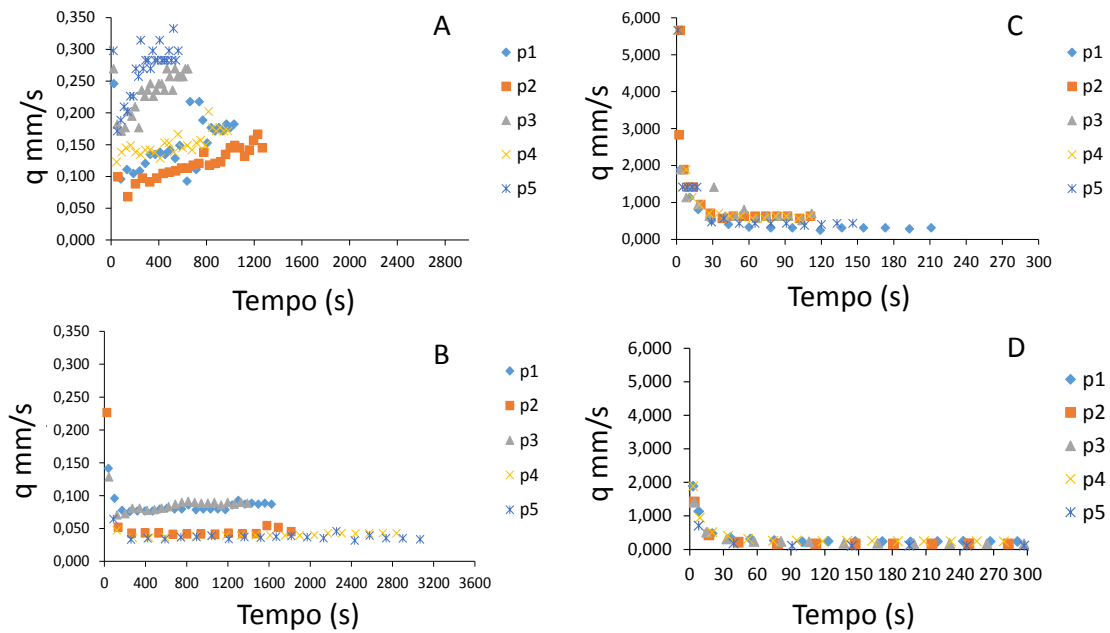 A
q mm/s
0,350
0,300
0,250
0,200
0,150
0,100
0,050
0,000
0 400 800 1200 1600 2000 2400 2800
Tempo (s)
p1
p2
p3
p4
p5
C
q mm/s
6,000
5,000
4,000
3,000
2,000
1,000
0,000
0 30 60 90 120 150 180 210 240 270 300
Tempo (s)
p1
p2
p3
p4
p5
B
q mm/s
0,350
0,300
0,250
0,200
0,150
0,100
0,050
0,000
0 400 800 1200 1600 2000 2400 2800 3200 3600
Tempo (s)
p1
p2
p3
p4
p5
D
q mm/s
6,000
5,000
4,000
3,000
2,000
1,000
0,000
0 30 60 90 120 150 180 210 240 270 300
Tempo (s)
p1
p2
p3
p4
p5